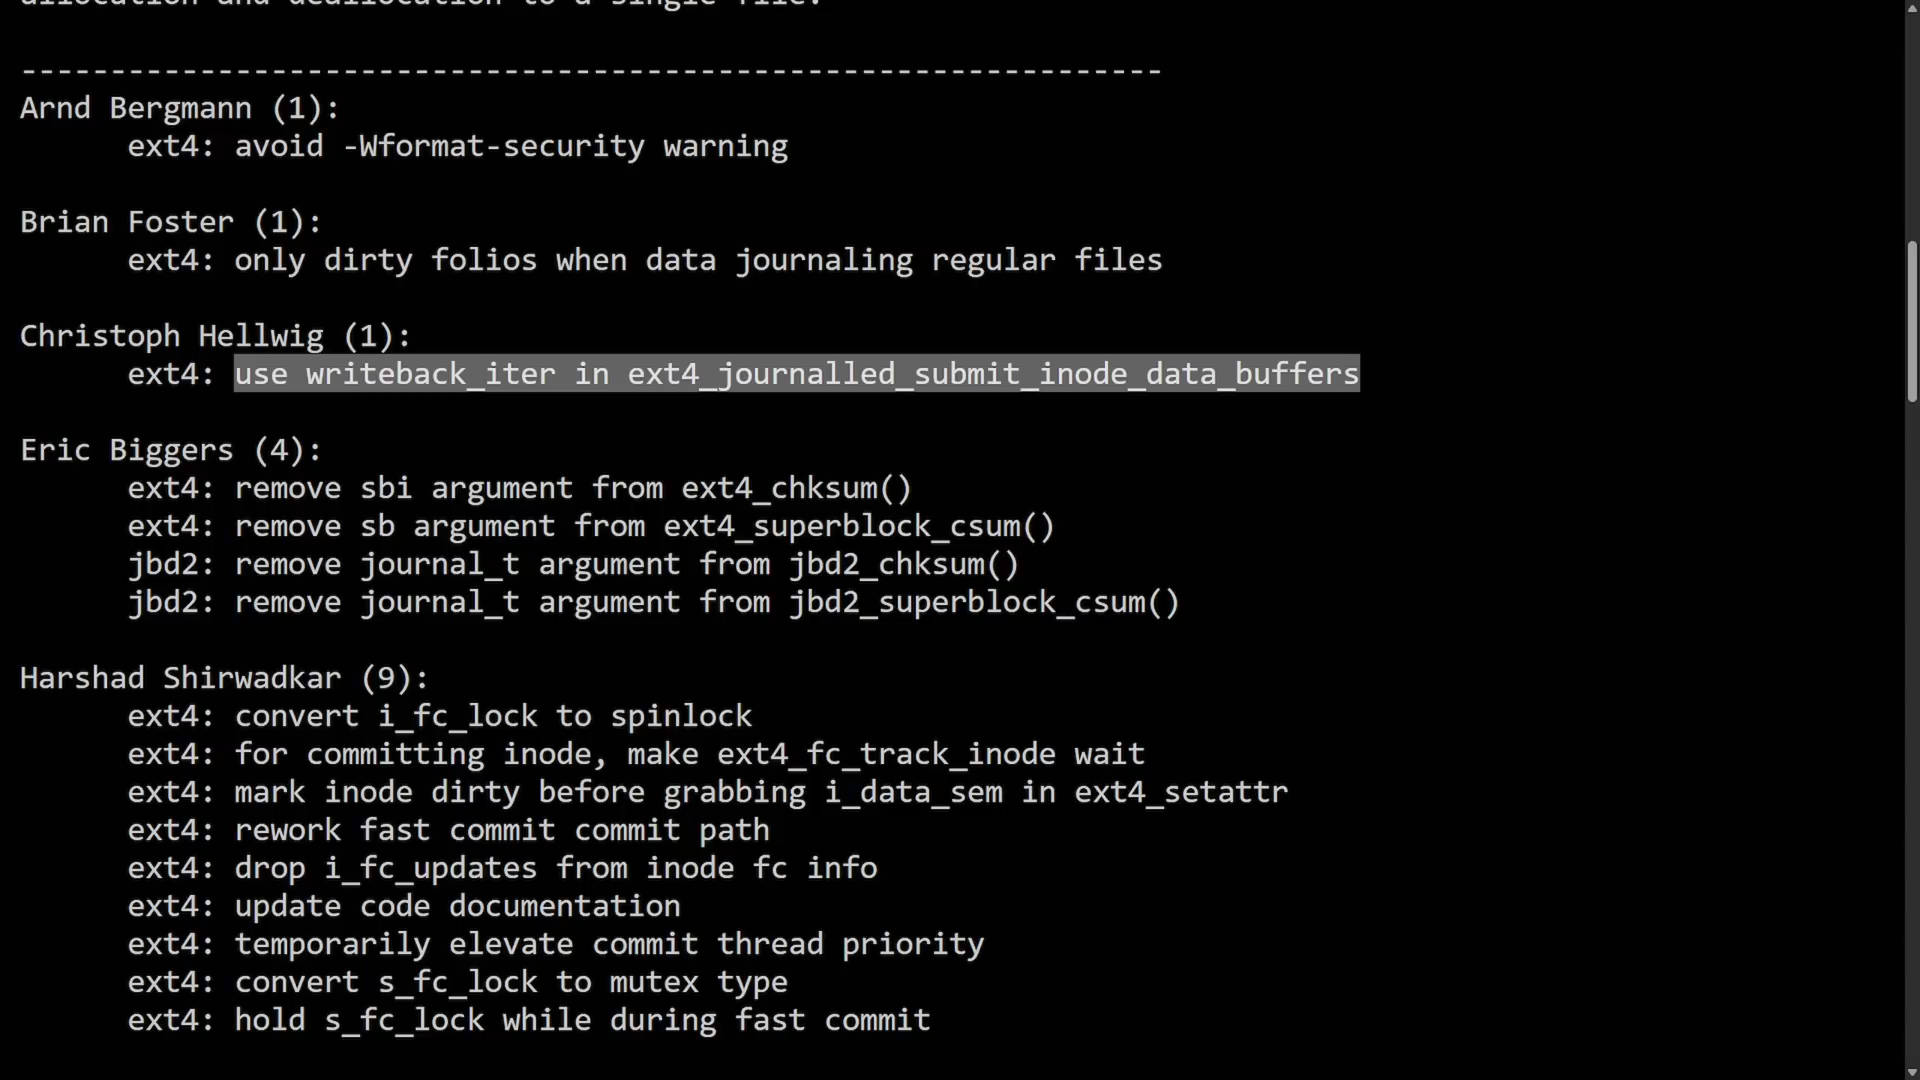 allocation and deallocation to a single file.
----------------------------------------------------------------
Arnd Bergmann (1):
ext4: avoid -Wformat-security warning
Brian Foster (1):
ext4: only dirty folios when data journaling regular files
Christoph Hellwig (1):
ext4: use writeback_iter in ext4_journalled_submit_inode_data_buffers
Eric Biggers (4):
ext4: remove sbi argument from ext4_chksum()
ext4: remove sb argument from ext4_superblock_csum()
jbd2: remove journal_t argument from jbd2_chksum()
jbd2: remove journal_t argument from jbd2_superblock_csum()
Harshad Shirwadkar (9):
ext4: convert i_fc_lock to spinlock
ext4: for committing inode, make ext4_fc_track_inode wait
ext4: mark inode dirty before grabbing i_data_sem in ext4_setattr
ext4: rework fast commit commit path
ext4: drop i_fc_updates from inode fc info
ext4: update code documentation
ext4: temporarily elevate commit thread priority
ext4: convert s_fc_lock to mutex type
ext4: hold s_fc_lock while during fast commit